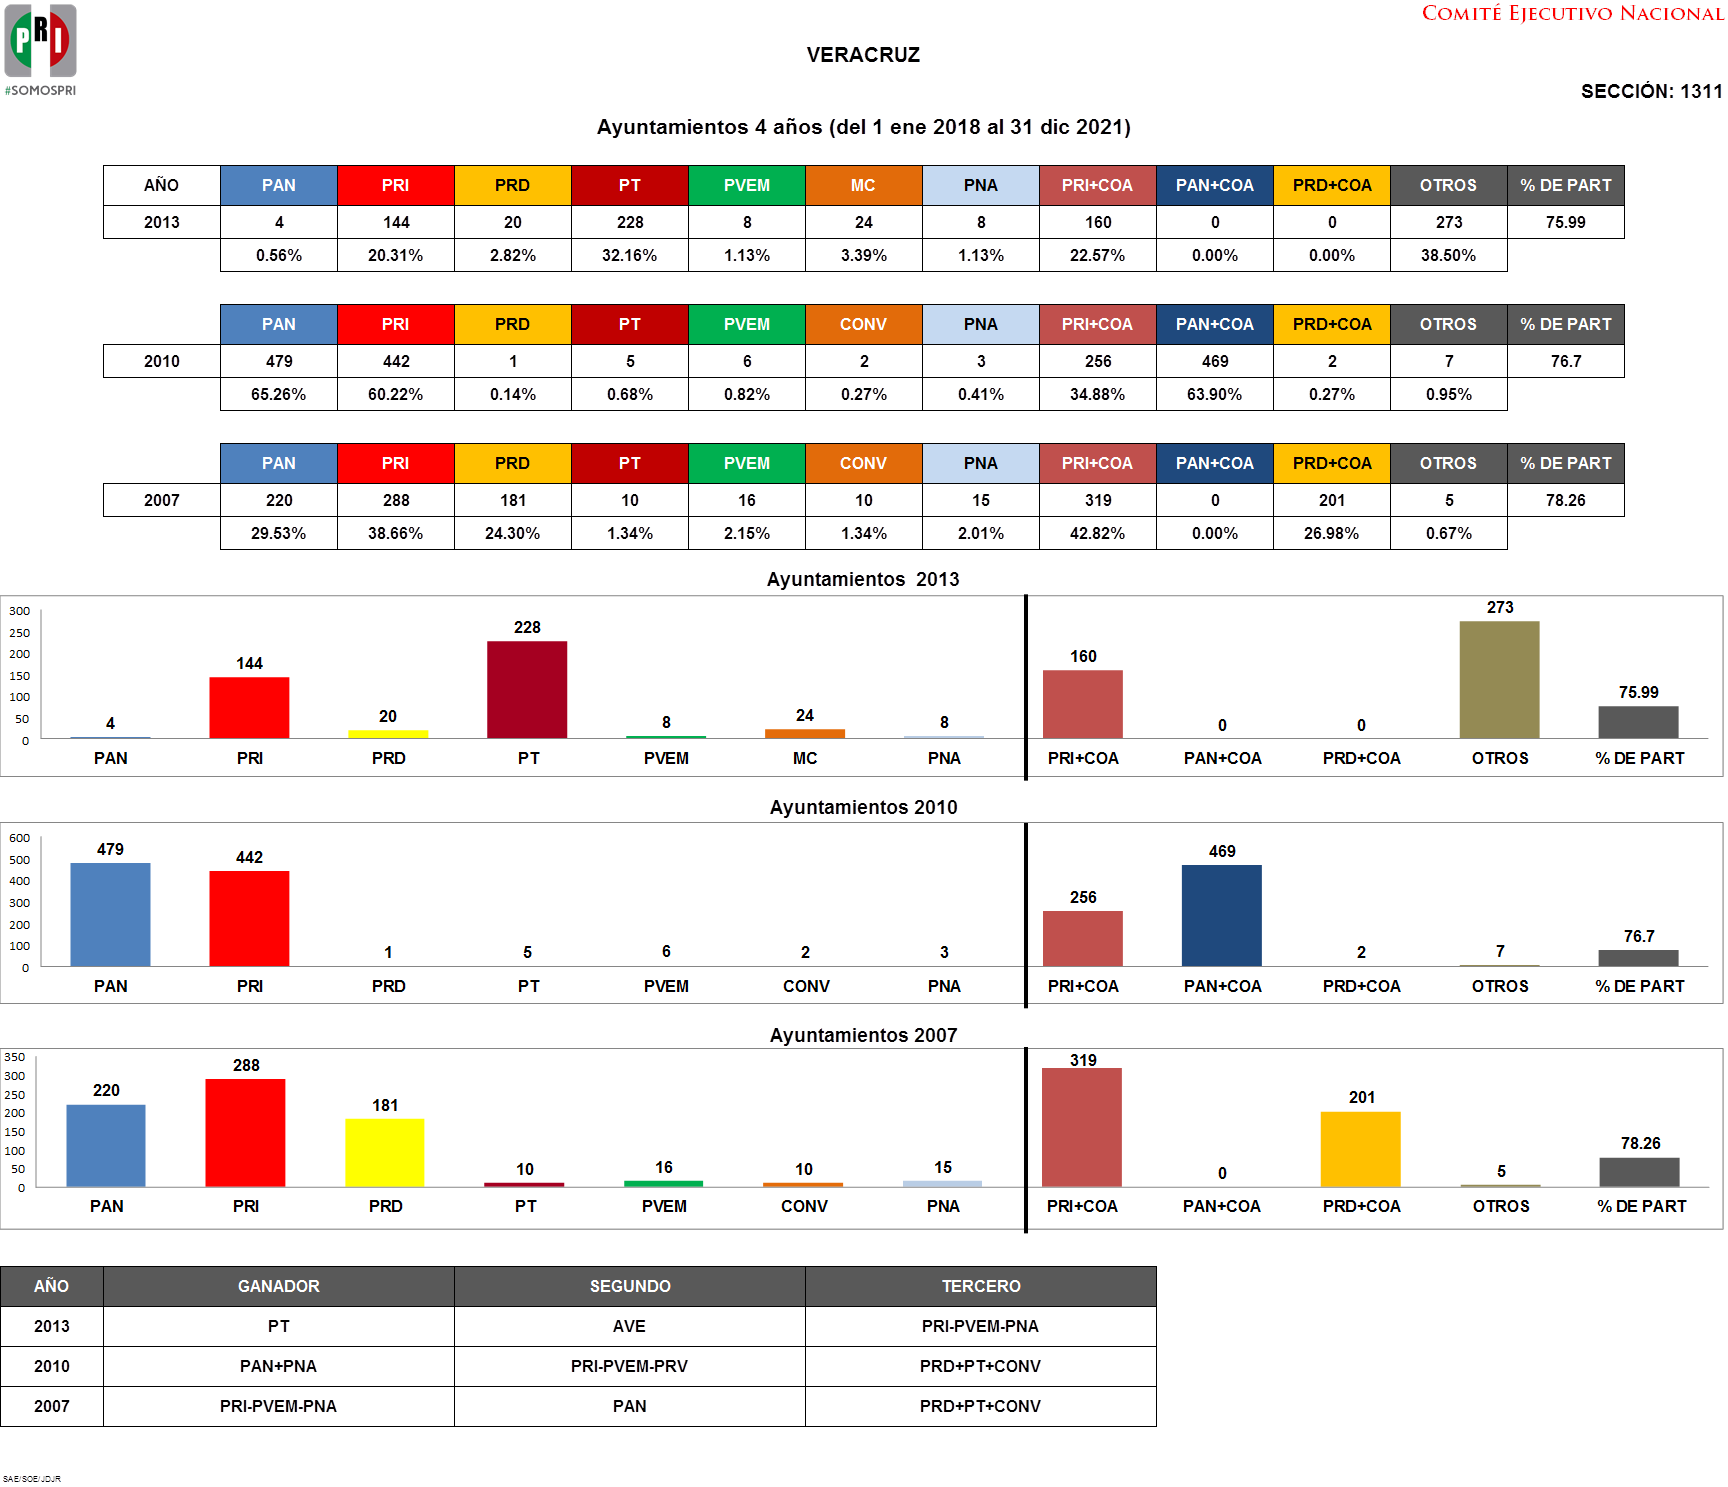 PRI
#SOMOSPRI
COMITÉ EJECUTIVO NACIONAL
VERACRUZ
SECCIÓN: 1311
Ayuntamientos 4 años (del 1 ene 2018 al 31 dic 2021)
AÑO PAN PRI PRD PT PVEM MC PNA PRI+COA PAN+COA PRD+COA OTROS % DE PART
2013 4 144 20 228 8 24 8 160 0 0 273 75.99
0.56% 20.31% 2.82% 32.16% 1.13% 3.39% 1.13% 22.57% 0.00% 0.00% 38.50%
PAN PRI PRD PT PVEM CONV PNA PRI+COA PAN+COA PRD+COA OTROS % DE PART
2010 479 442 1 5 6 2 3 256 469 2 7 76.7
65.26% 60.22% 0.14% 0.68% 0.82% 0.27% 0.41% 34.88% 63.90% 0.27% 0.95%
PAN PRI PRD PT PVEM CONV PNA PRI+COA PAN+COA PRD+COA OTROS % DE PART
2007 220 288 181 10 16 10 15 319 0 201 5 78.26
29.53% 38.66% 24.30% 1.34% 2.15% 1.34% 2.01% 42.82% 0.00% 26.98% 0.67%
Ayuntamientos 2013
300
250
200
150
100
50
0
4 144 20 228 8 24 8 160 0 0 273 75.99
PAN PRI PRD PT PVEM MC PNA PRI+COA PAN+COA PRD+COA OTROS % DE PART
Ayuntamientos 2010
600
500
400
300
200
100
0
479 442 1 5 6 2 3 256 469 2 7 76.7
PAN PRI PRD PT PVEM CONV PNA PRI+COA PAN+COA PRD+COA OTROS % DE PART
Ayuntamientos 2007
350
300
250
200
150
100
50
0
220 288 181 10 16 10 15 319 0 201 5 78.26
PAN PRI PRD PT PVEM CONV PNA PRI+COA PAN+COA PRD+COA OTROS % DE PART
AÑO GANADOR SEGUNDO TERCERO
2013 PT AVE PRI-PVEM-PNA
2010 PAN+PNA PRI-PVEM-PRV PRD+PT+CONV
2007 PRI-PVEM-PNA PAN PRD+PT+CONV
SAE/SOE/JDJR